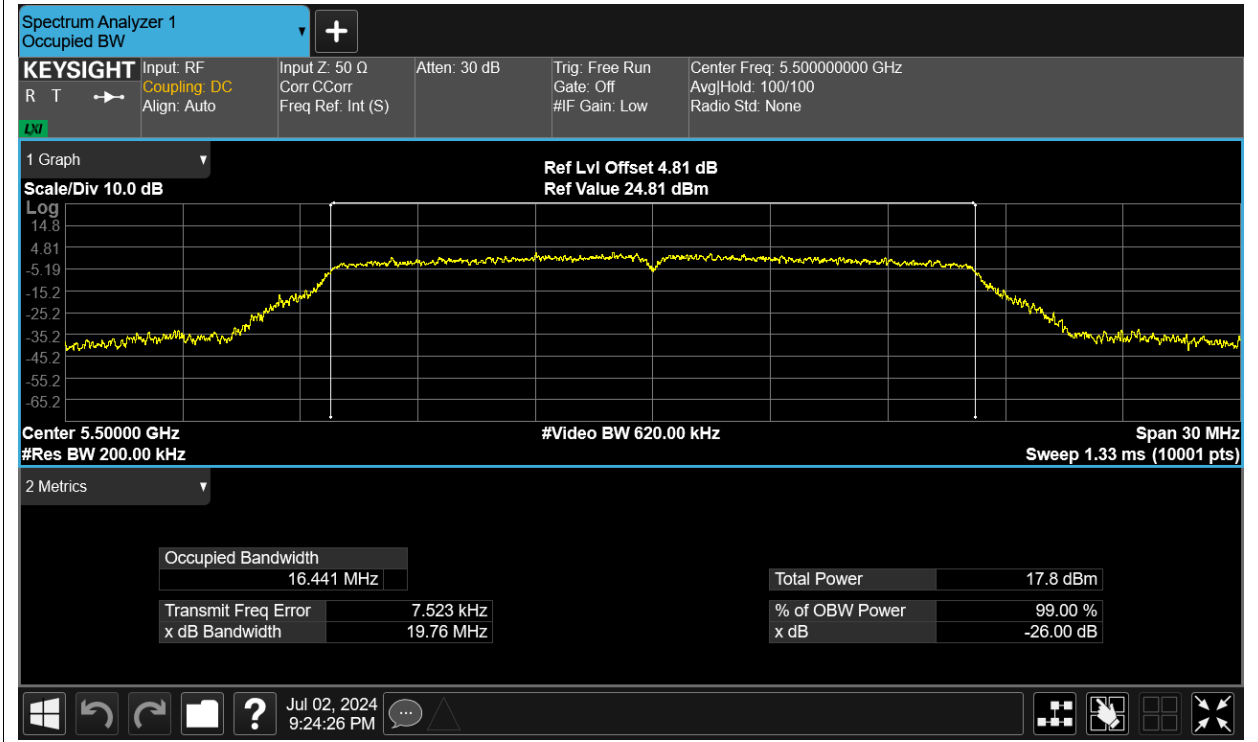 Spectrum Analyzer 1
Occupied BW
KEYSIGHT
R T
LXI
Input: RF
Coupling: DC
Align: Auto
Input Z: 50 Ω
Corr CCorr
Freq Ref: Int (S)
Atten: 30 dB
Trig: Free Run
Gate: Off
#IF Gain: Low
Center Freq: 5.500000000 GHz
Avg|Hold: 100/100
Radio Std: None
1 Graph
Scale/Div 10.0 dB
Ref Lvl Offset 4.81 dB
Ref Value 24.81 dBm
Log
14.8
4.81
-5.19
-15.2
-25.2
-35.2
-45.2
-55.2
-65.2
Center 5.50000 GHz
#Res BW 200.00 kHz
#Video BW 620.00 kHz
Span 30 MHz
Sweep 1.33 ms (10001 pts)
2 Metrics
Occupied Bandwidth
16.441 MHz
Transmit Freq Error 7.523 kHz
x dB Bandwidth 19.76 MHz
Total Power 17.8 dBm
% of OBW Power 99.00 %
x dB -26.00 dB
?
Jul 02, 2024
9:24:26 PM